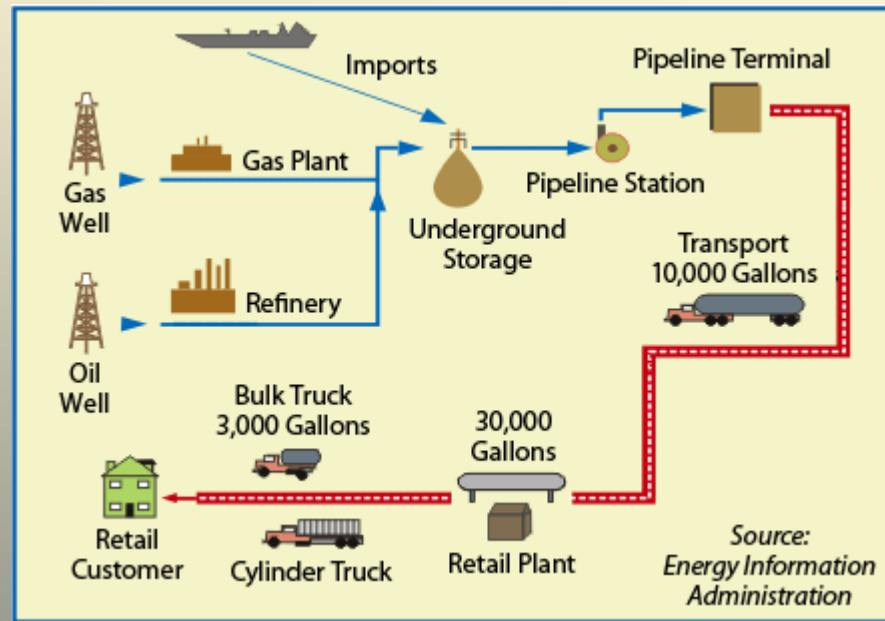 Imports
Pipeline Terminal
Gas Plant
Gas
Well
Pipeline Station
Underground
Storage
Transport
10,000 Gallons
Refinery
Oil
Well
Bulk Truck
3,000 Gallons
30,000
Gallons
Retail
Customer
Cylinder Truck
Retail Plant
Source:
Energy Information
Administration